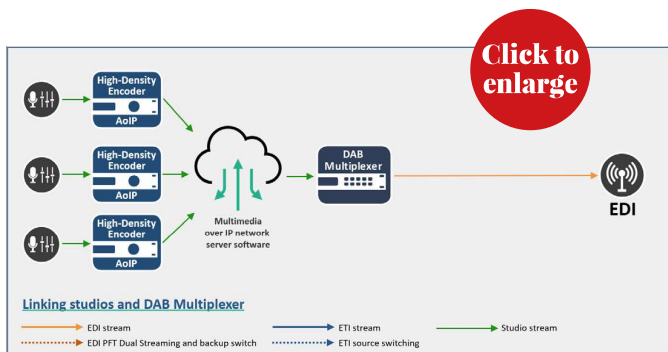 Click to
enlarge
High-Density
Encoder
AoIP
High-Density
Encoder
AoIP
High-Density
Encoder
AoIP
Multimedia
over IP network
server software
DAB
Multiplexer
EDI
Linking studios and DAB Multiplexer
EDI stream
ETI stream
Studio stream
EDI PFT Dual Streaming and backup switch
ETI source switching